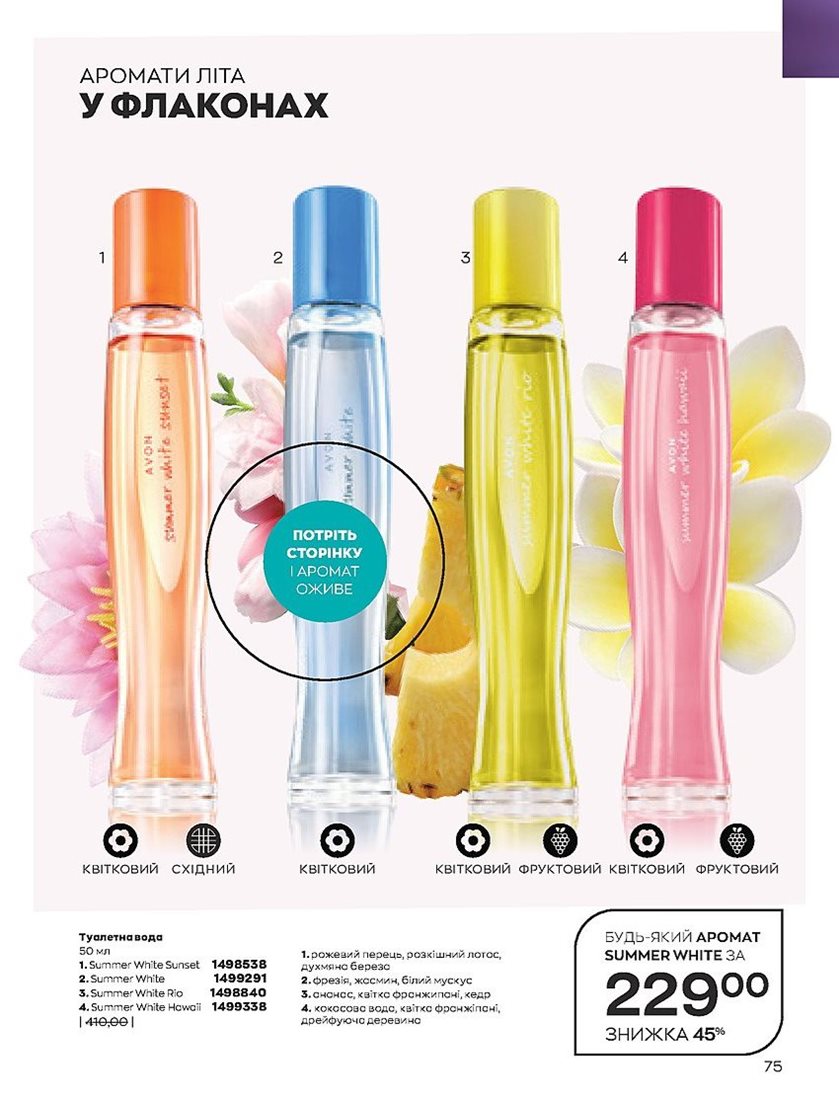 АРОМАТИ ЛІТА
У ФЛАКОНАХ
1
2
3
4
AVON
summer white sunset
AVON
summer white
AVON
summer white rio
AVON
summer white hawaii
ПОТРІТЬ
СТОРІНКУ
І АРОМАТ
ОЖИВЕ
КВІТКОВИЙ СХІДНИЙ
КВІТКОВИЙ
КВІТКОВИЙ ФРУКТОВИЙ
КВІТКОВИЙ ФРУКТОВИЙ
Туалетна вода
50 мл
1. Summer White Sunset 1498538
2. Summer White 1499291
3. Summer White Rio 1498840
4. Summer White Hawaii 1499338
| 410,00 |
1. рожевий перець, розкішний лотос,
духмяна береза
2. фрезія, жасмин, білий мускус
3. ананас, квітка франжипані, кедр
4. кокосова вода, квітка франжіпані,
дрейфуюча деревина
БУДЬ-ЯКИЙ АРОМАТ
SUMMER WHITE ЗА
229⁰⁰
ЗНИЖКА 45%
75